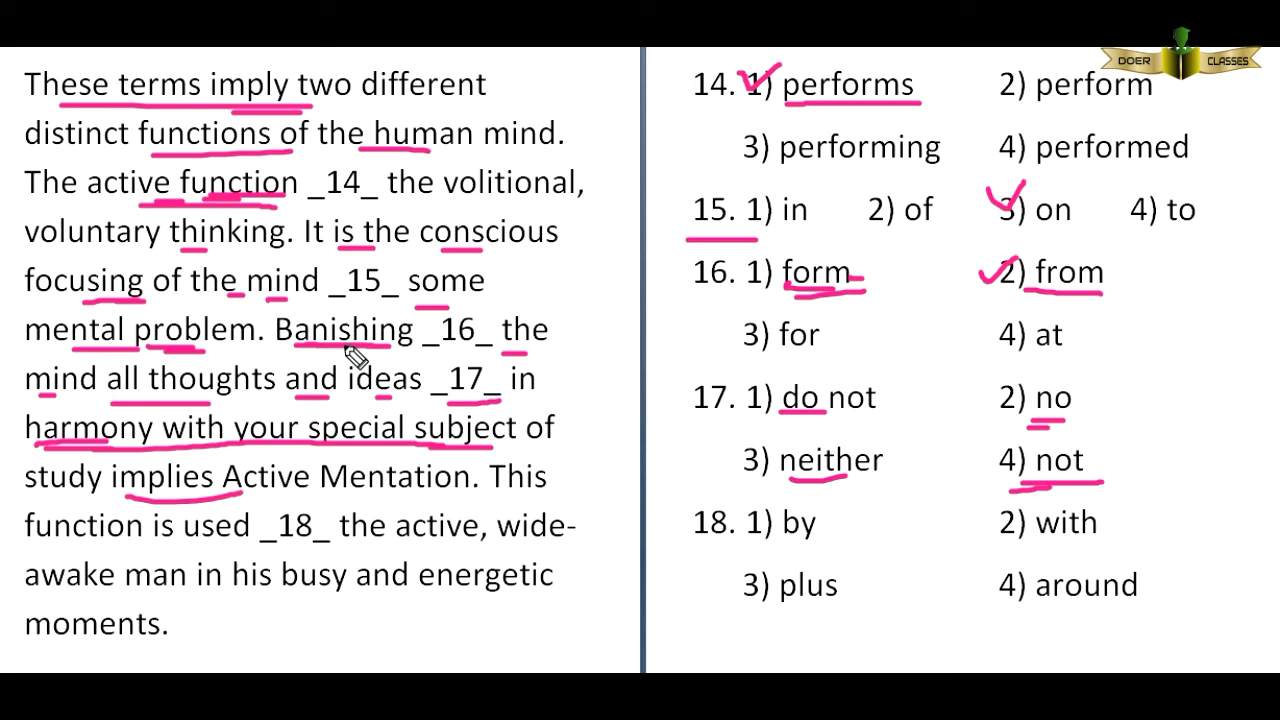 These terms imply two different
distinct functions of the human mind.
The active function _14_ the volitional,
voluntary thinking. It is the conscious
focusing of the mind _15_ some
mental problem. Banishing _16_ the
mind all thoughts and ideas _17_ in
harmony with your special subject of
study implies Active Mentation. This
function is used _18_ the active, wide-
awake man in his busy and energetic
moments.
DOER CLASSES
14. 1) performs 2) perform
3) performing 4) performed
15. 1) in 2) of 3) on 4) to
16. 1) form 2) from
3) for 4) at
17. 1) do not 2) no
3) neither 4) not
18. 1) by 2) with
3) plus 4) around